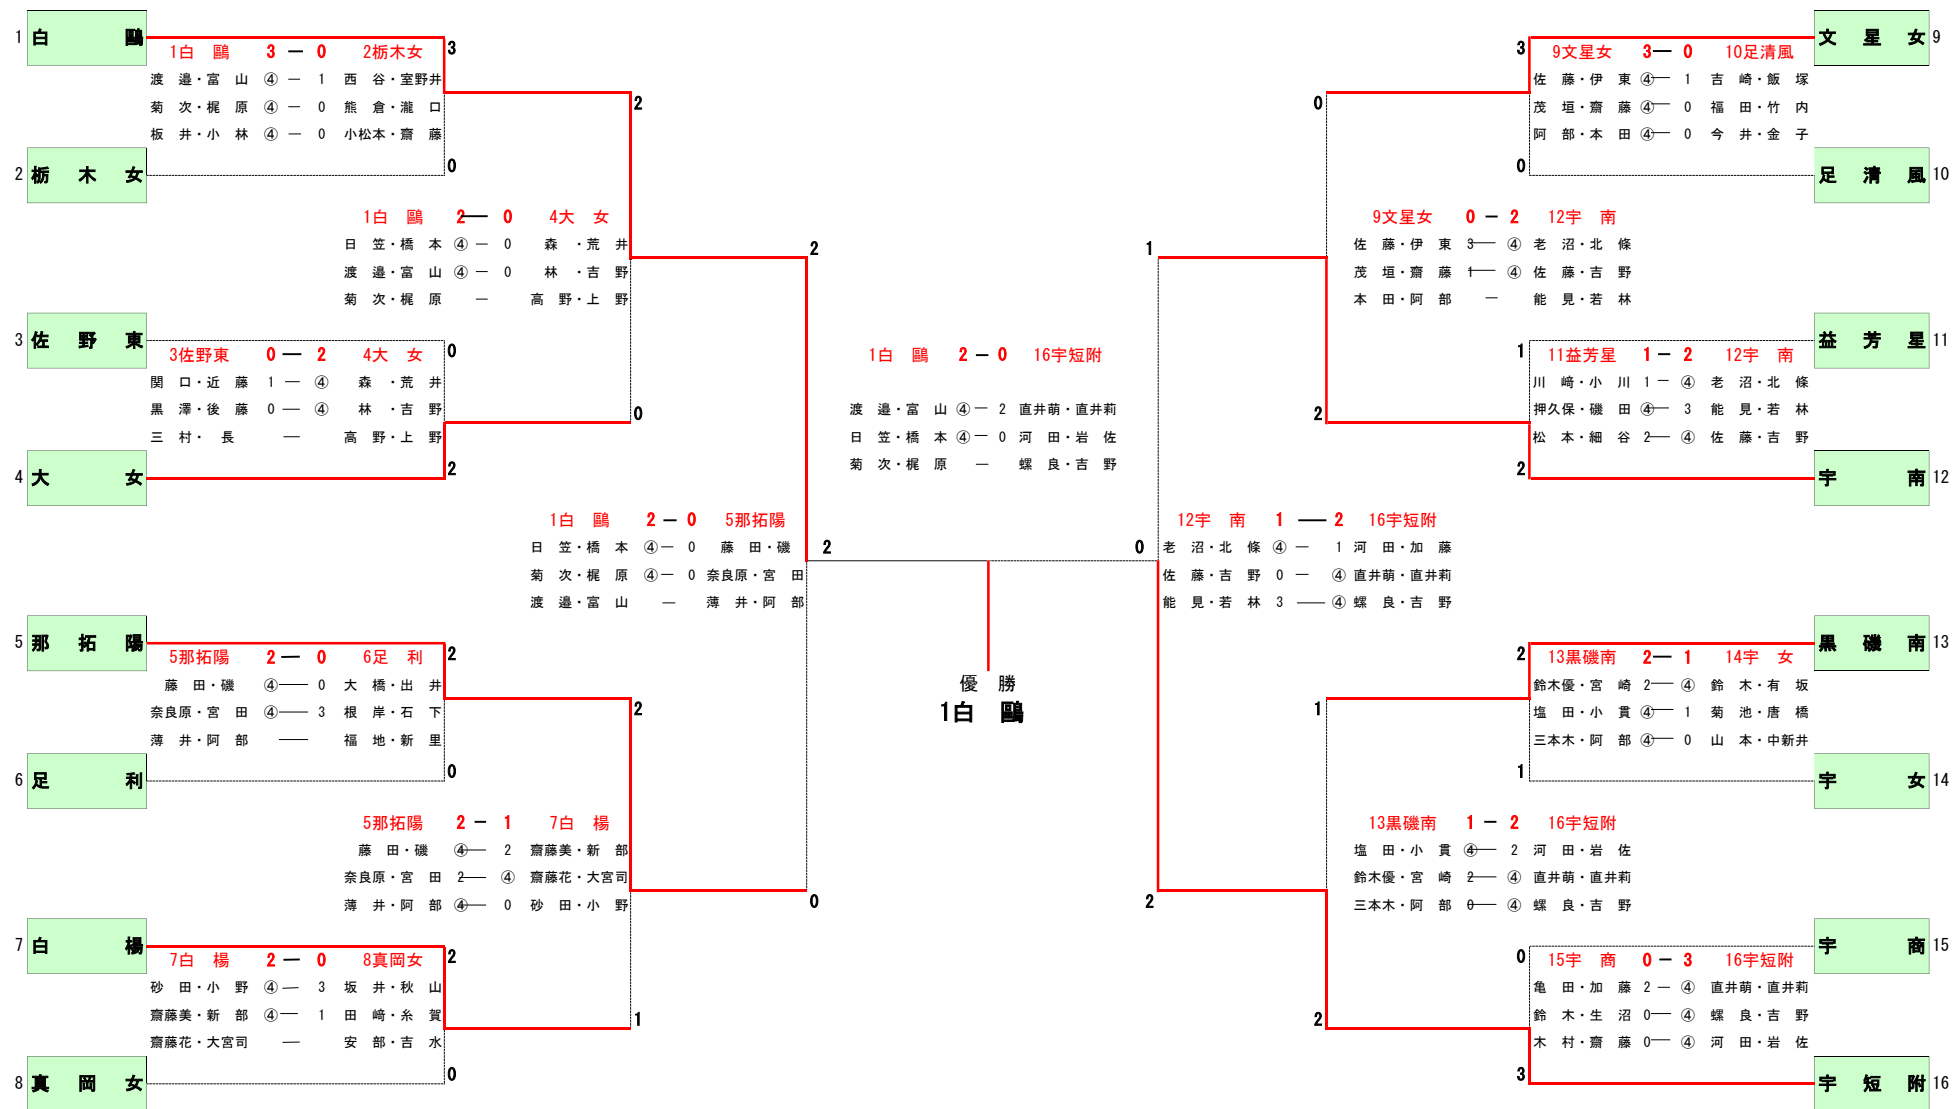 1 白 鷗
1白 鷗 3 — 0 2栃木女
渡 邉・富 山 ④ — 1 西 谷・室野井
菊 次・梶 原 ④ — 0 熊 倉・瀧 口
板 井・小 林 ④ — 0 小松本・齋 藤
3
0
2 栃 木 女
2
1白 鷗 2 — 0 4大 女
日 笠・橋 本 ④ — 0 森 ・荒 井
渡 邉・富 山 ④ — 0 林 ・吉 野
菊 次・梶 原 — 高 野・上 野
2
3 佐 野 東
3佐野東 0 — 2 4大 女
関 口・近 藤 1 — ④ 森 ・荒 井
黒 澤・後 藤 0 — ④ 林 ・吉 野
三 村・ 長 — 高 野・上 野
0
2
0
4 大 女
1白 鷗 2 — 0 5那拓陽
日 笠・橋 本 ④ — 0 藤 田・磯
菊 次・梶 原 ④ — 0 奈良原・宮 田
渡 邉・富 山 — 薄 井・阿 部
2
5 那 拓 陽
5那拓陽 2 — 0 6足 利
藤 田・磯 ④ — 0 大 橋・出 井
奈良原・宮 田 ④ — 3 根 岸・石 下
薄 井・阿 部 — 福 地・新 里
2
0
2
6 足 利
5那拓陽 2 — 1 7白 楊
藤 田・磯 ④ — 2 齋藤美・新 部
奈良原・宮 田 2 — ④ 齋藤花・大宮司
薄 井・阿 部 ④ — 0 砂 田・小 野
0
7 白 楊
7白 楊 2 — 0 8真岡女
砂 田・小 野 ④ — 3 坂 井・秋 山
齋藤美・新 部 ④ — 1 田 﨑・糸 賀
齋藤花・大宮司 — 安 部・吉 水
2
0
1
8 真 岡 女
1白 鷗 2 — 0 16宇短附
渡 邉・富 山 ④ — 2 直井萌・直井莉
日 笠・橋 本 ④ — 0 河 田・岩 佐
菊 次・梶 原 — 螺 良・吉 野
優 勝
1白 鷗
文 星 女 9
9文星女 3 — 0 10足清風
佐 藤・伊 東 ④ — 1 吉 崎・飯 塚
茂 垣・齋 藤 ④ — 0 福 田・竹 内
阿 部・本 田 ④ — 0 今 井・金 子
3
0
0
足 清 風 10
9文星女 0 — 2 12宇 南
佐 藤・伊 東 3 — ④ 老 沼・北 條
茂 垣・齋 藤 1 — ④ 佐 藤・吉 野
本 田・阿 部 — 能 見・若 林
1
益 芳 星 11
11益芳星 1 — 2 12宇 南
川 﨑・小 川 1 — ④ 老 沼・北 條
押久保・磯 田 ④ — 3 能 見・若 林
松 本・細 谷 2 — ④ 佐 藤・吉 野
1
2
2
宇 南 12
12宇 南 1 — 2 16宇短附
老 沼・北 條 ④ — 1 河 田・加 藤
佐 藤・吉 野 0 — ④ 直井萌・直井莉
能 見・若 林 3 — ④ 螺 良・吉 野
0
黒 磯 南 13
13黒磯南 2 — 1 14宇 女
鈴木優・宮 崎 2 — ④ 鈴 木・有 坂
塩 田・小 貫 ④ — 1 菊 池・唐 橋
三本木・阿 部 ④ — 0 山 本・中新井
2
1
1
宇 女 14
13黒磯南 1 — 2 16宇短附
塩 田・小 貫 ④ — 2 河 田・岩 佐
鈴木優・宮 崎 2 — ④ 直井萌・直井莉
三本木・阿 部 0 — ④ 螺 良・吉 野
2
宇 商 15
15宇 商 0 — 3 16宇短附
亀 田・加 藤 2 — ④ 直井萌・直井莉
鈴 木・生 沼 0 — ④ 螺 良・吉 野
木 村・齋 藤 0 — ④ 河 田・岩 佐
0
3
2
宇 短 附 16